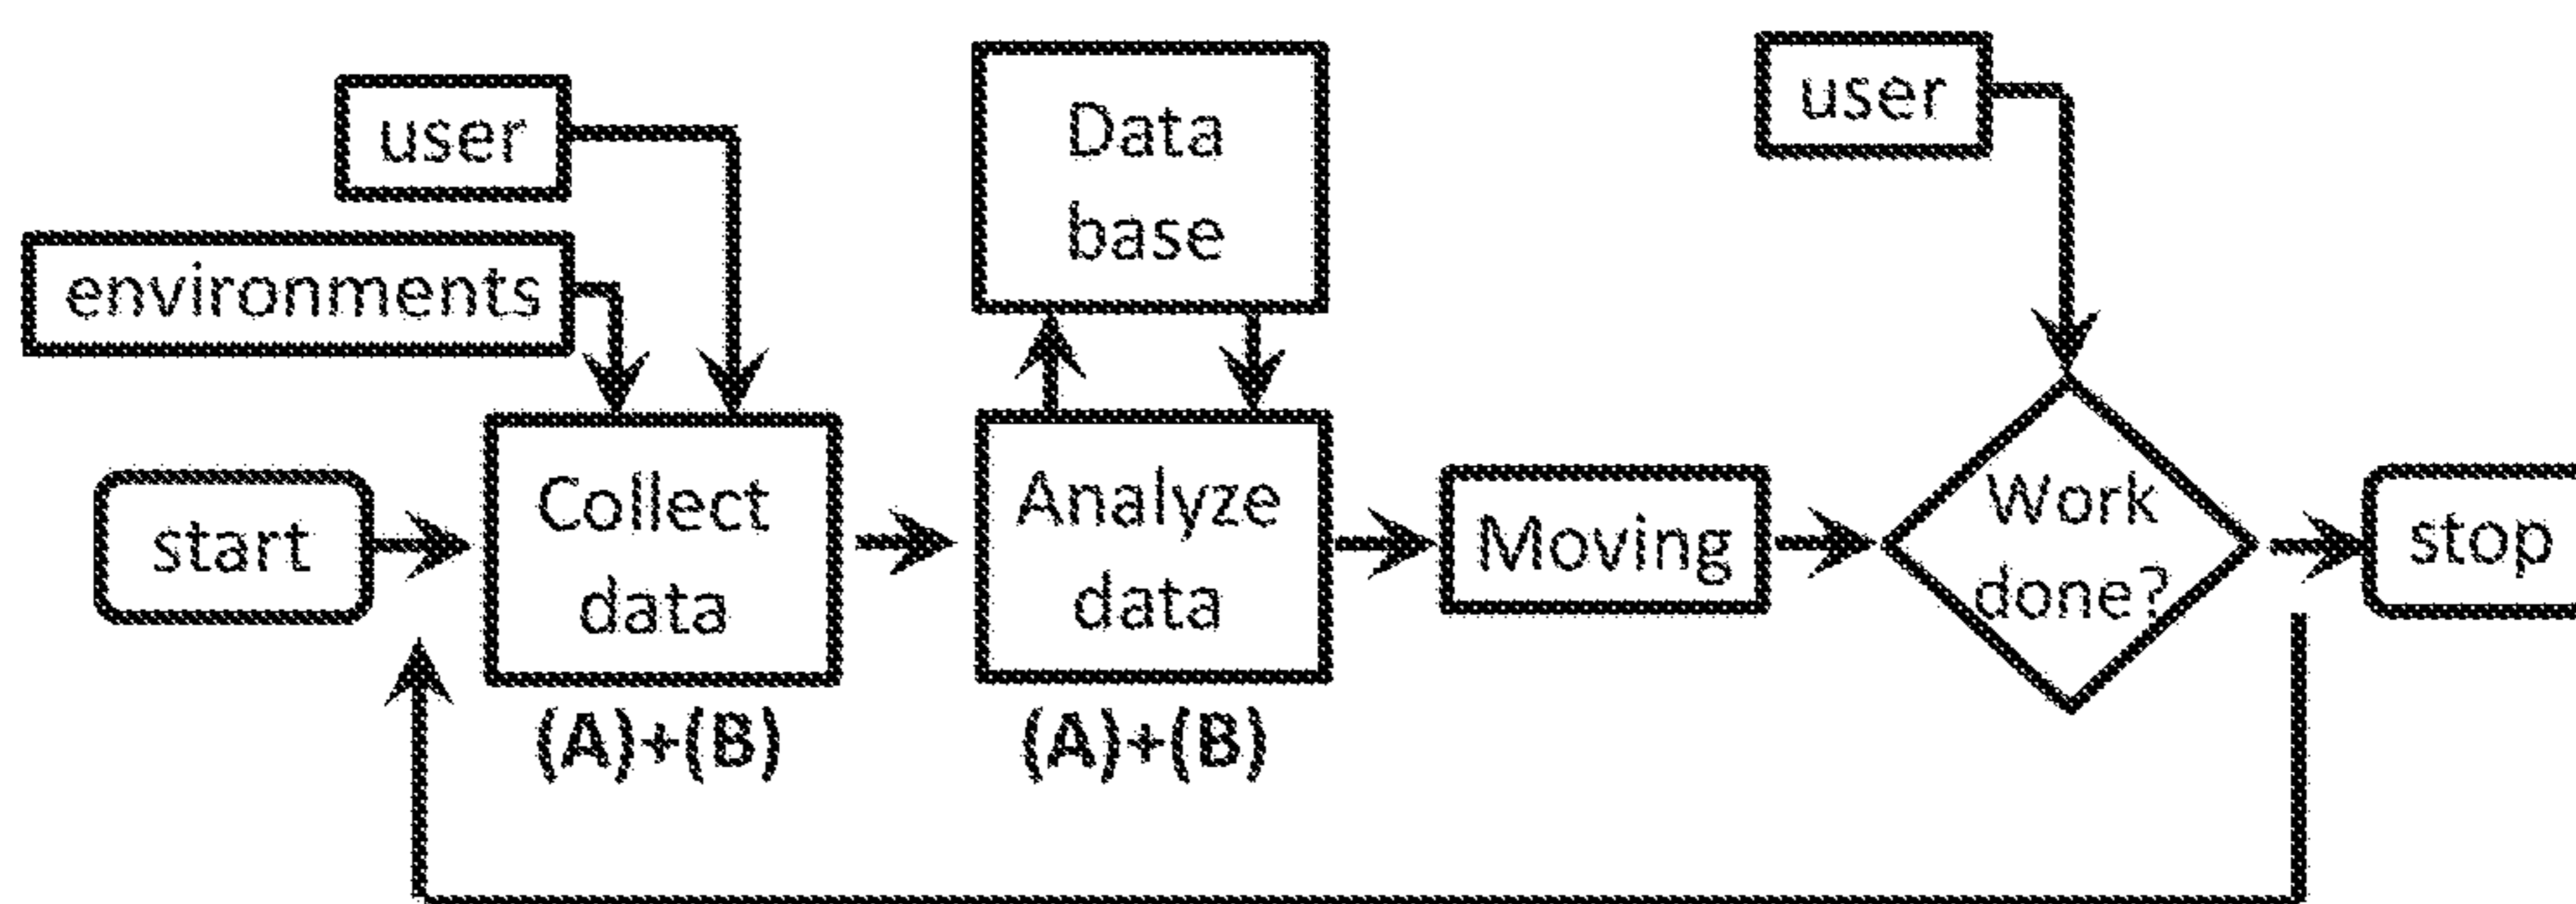 user
environments
start
Collect
data
(A)+(B)
Data
base
Analyze
data
(A)+(B)
Moving
user
Work
done?
stop